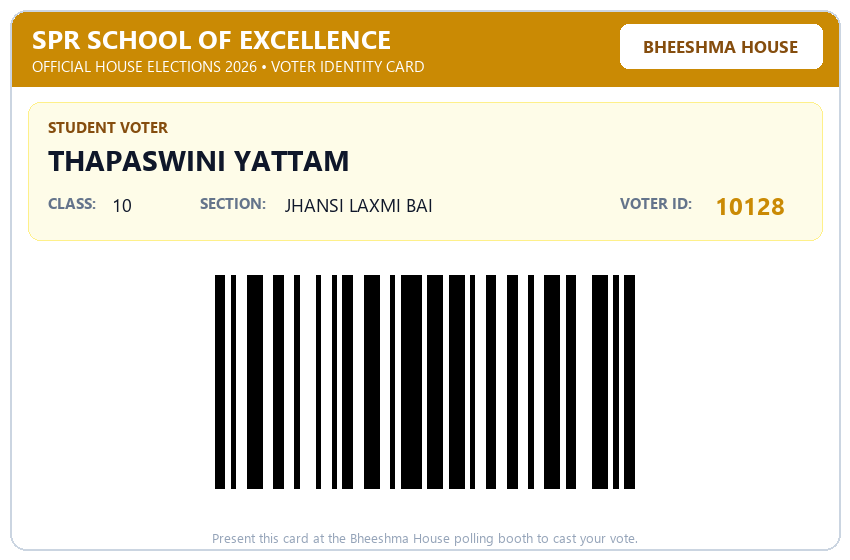 SPR SCHOOL OF EXCELLENCE
OFFICIAL HOUSE ELECTIONS 2026 • VOTER IDENTITY CARD
BHEESHMA HOUSE
STUDENT VOTER
THAPASWINI YATTAM
CLASS: 10 SECTION: JHANSI LAXMI BAI VOTER ID: 10128
Present this card at the Bheeshma House polling booth to cast your vote.